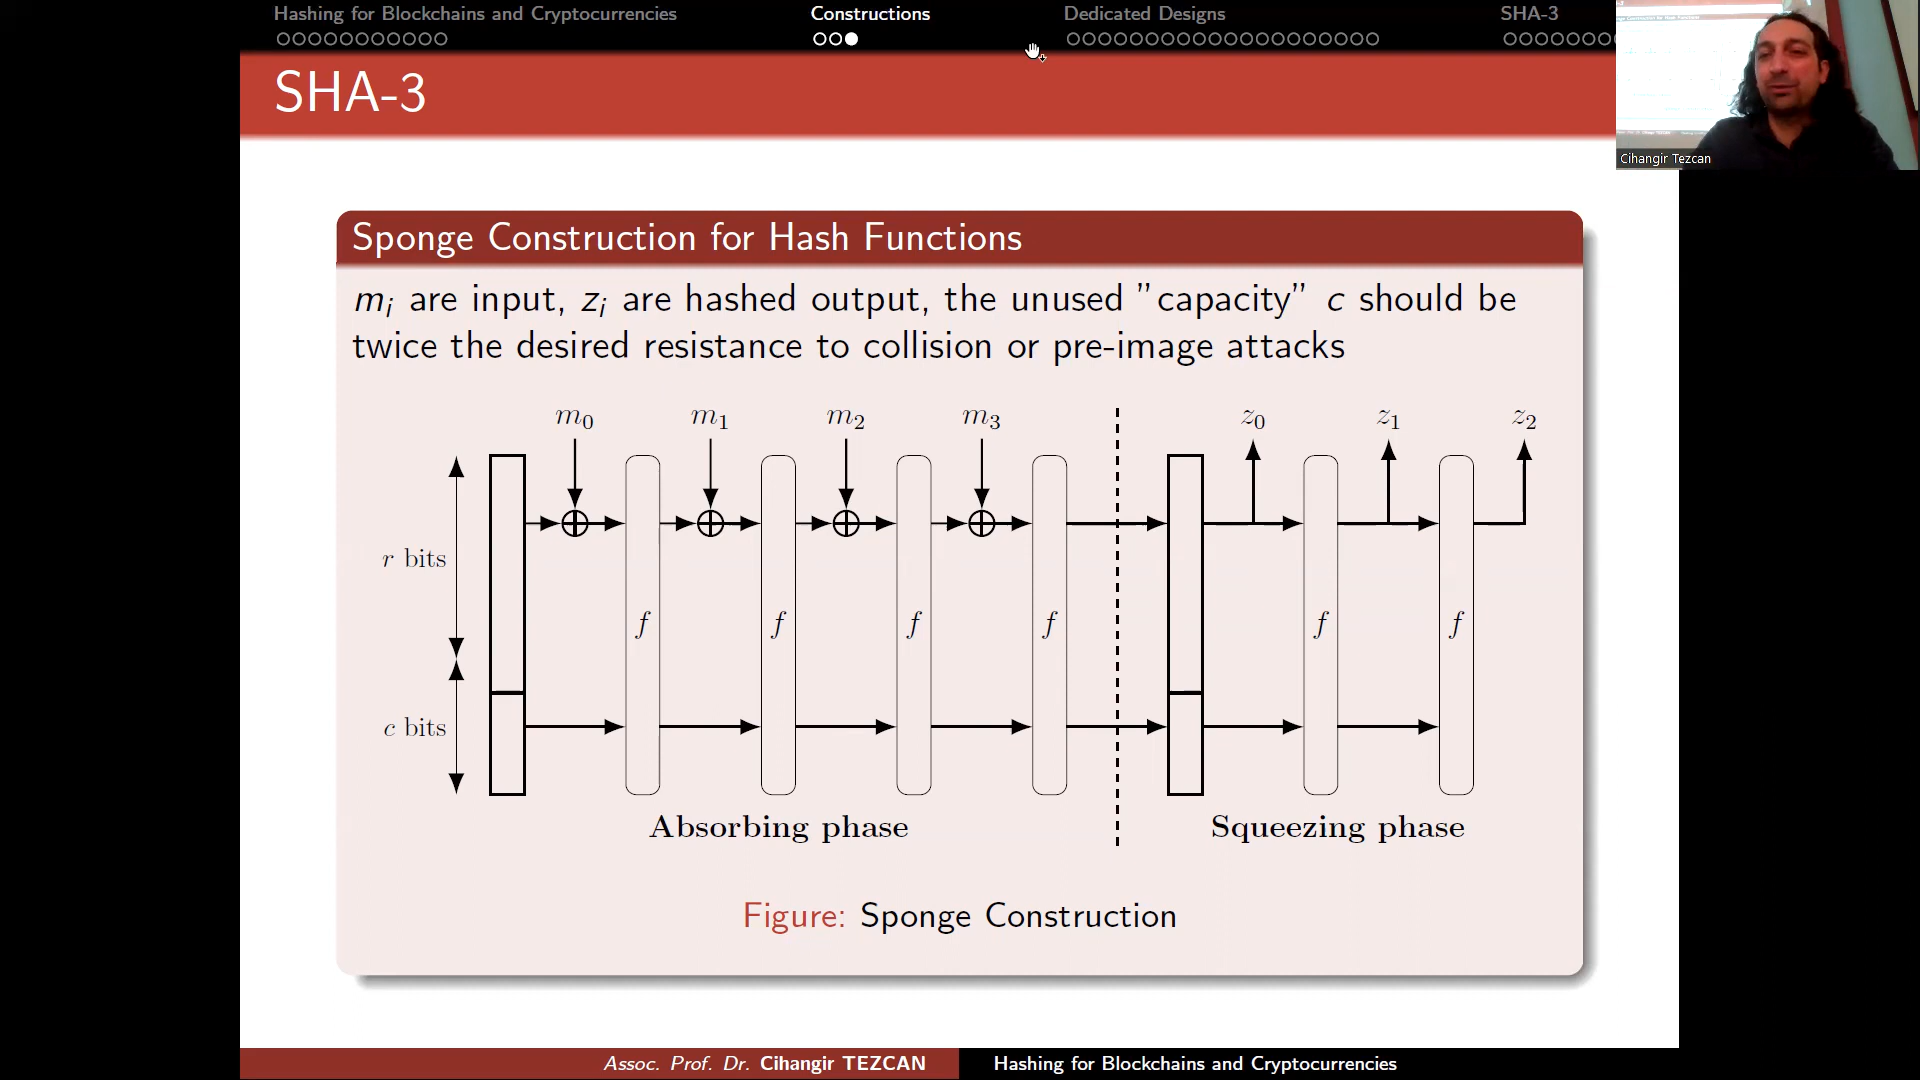 Hashing for Blockchains and Cryptocurrencies Constructions Dedicated Designs SHA-3
SHA-3
Cihangir Tezcan
Sponge Construction for Hash Functions
mᵢ are input, zᵢ are hashed output, the unused ”capacity” c should be
twice the desired resistance to collision or pre-image attacks
m₀ m₁ m₂ m₃ z₀ z₁ z₂
r bits
f f f f f f
c bits
Absorbing phase Squeezing phase
Figure: Sponge Construction
Assoc. Prof. Dr. Cihangir TEZCAN Hashing for Blockchains and Cryptocurrencies